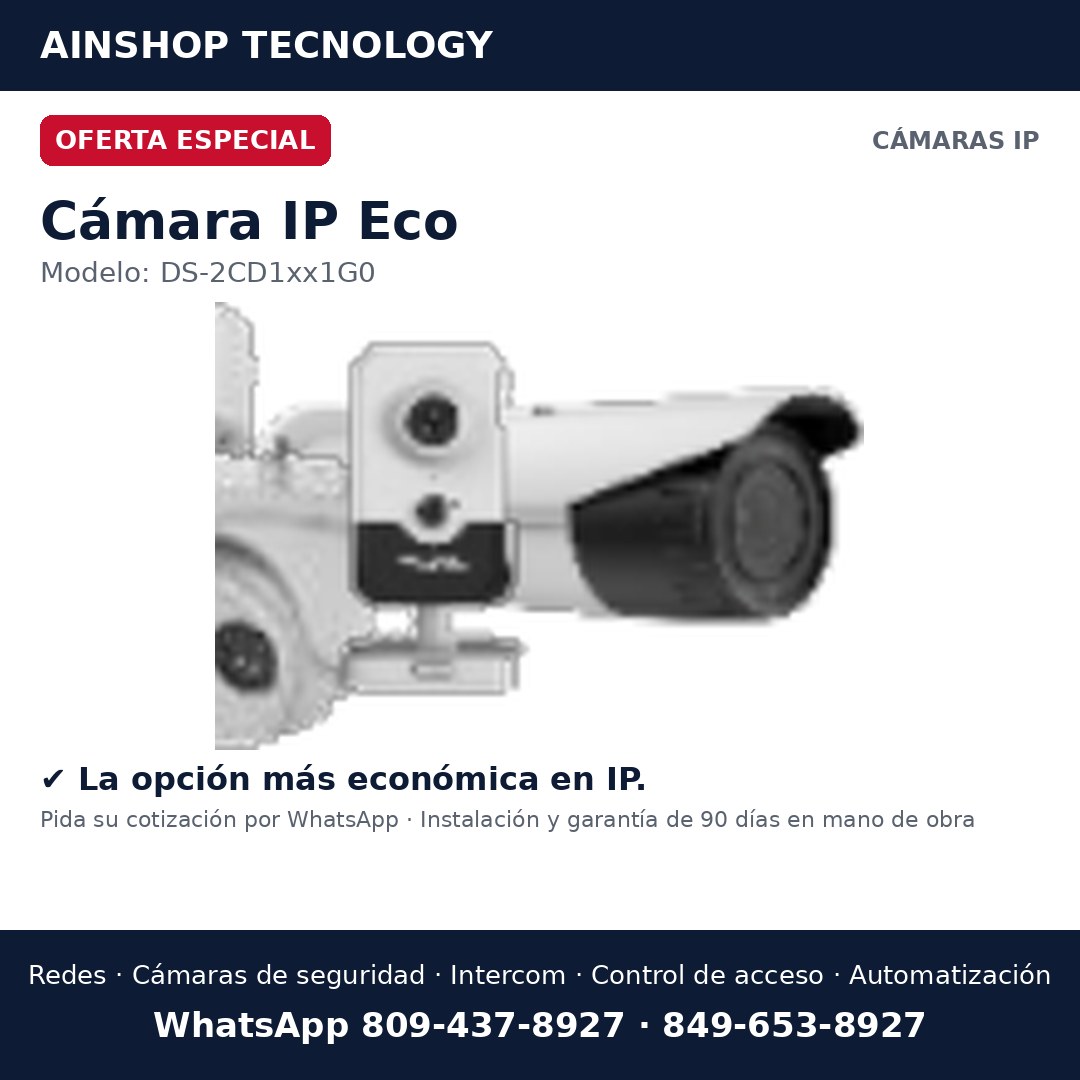 AINSHOP TECNOLOGY
OFERTA ESPECIAL
CÁMARAS IP
Cámara IP Eco
Modelo: DS-2CD1xx1G0
✔ La opción más económica en IP.
Pida su cotización por WhatsApp · Instalación y garantía de 90 días en mano de obra
Redes · Cámaras de seguridad · Intercom · Control de acceso · Automatización
WhatsApp 809-437-8927 · 849-653-8927